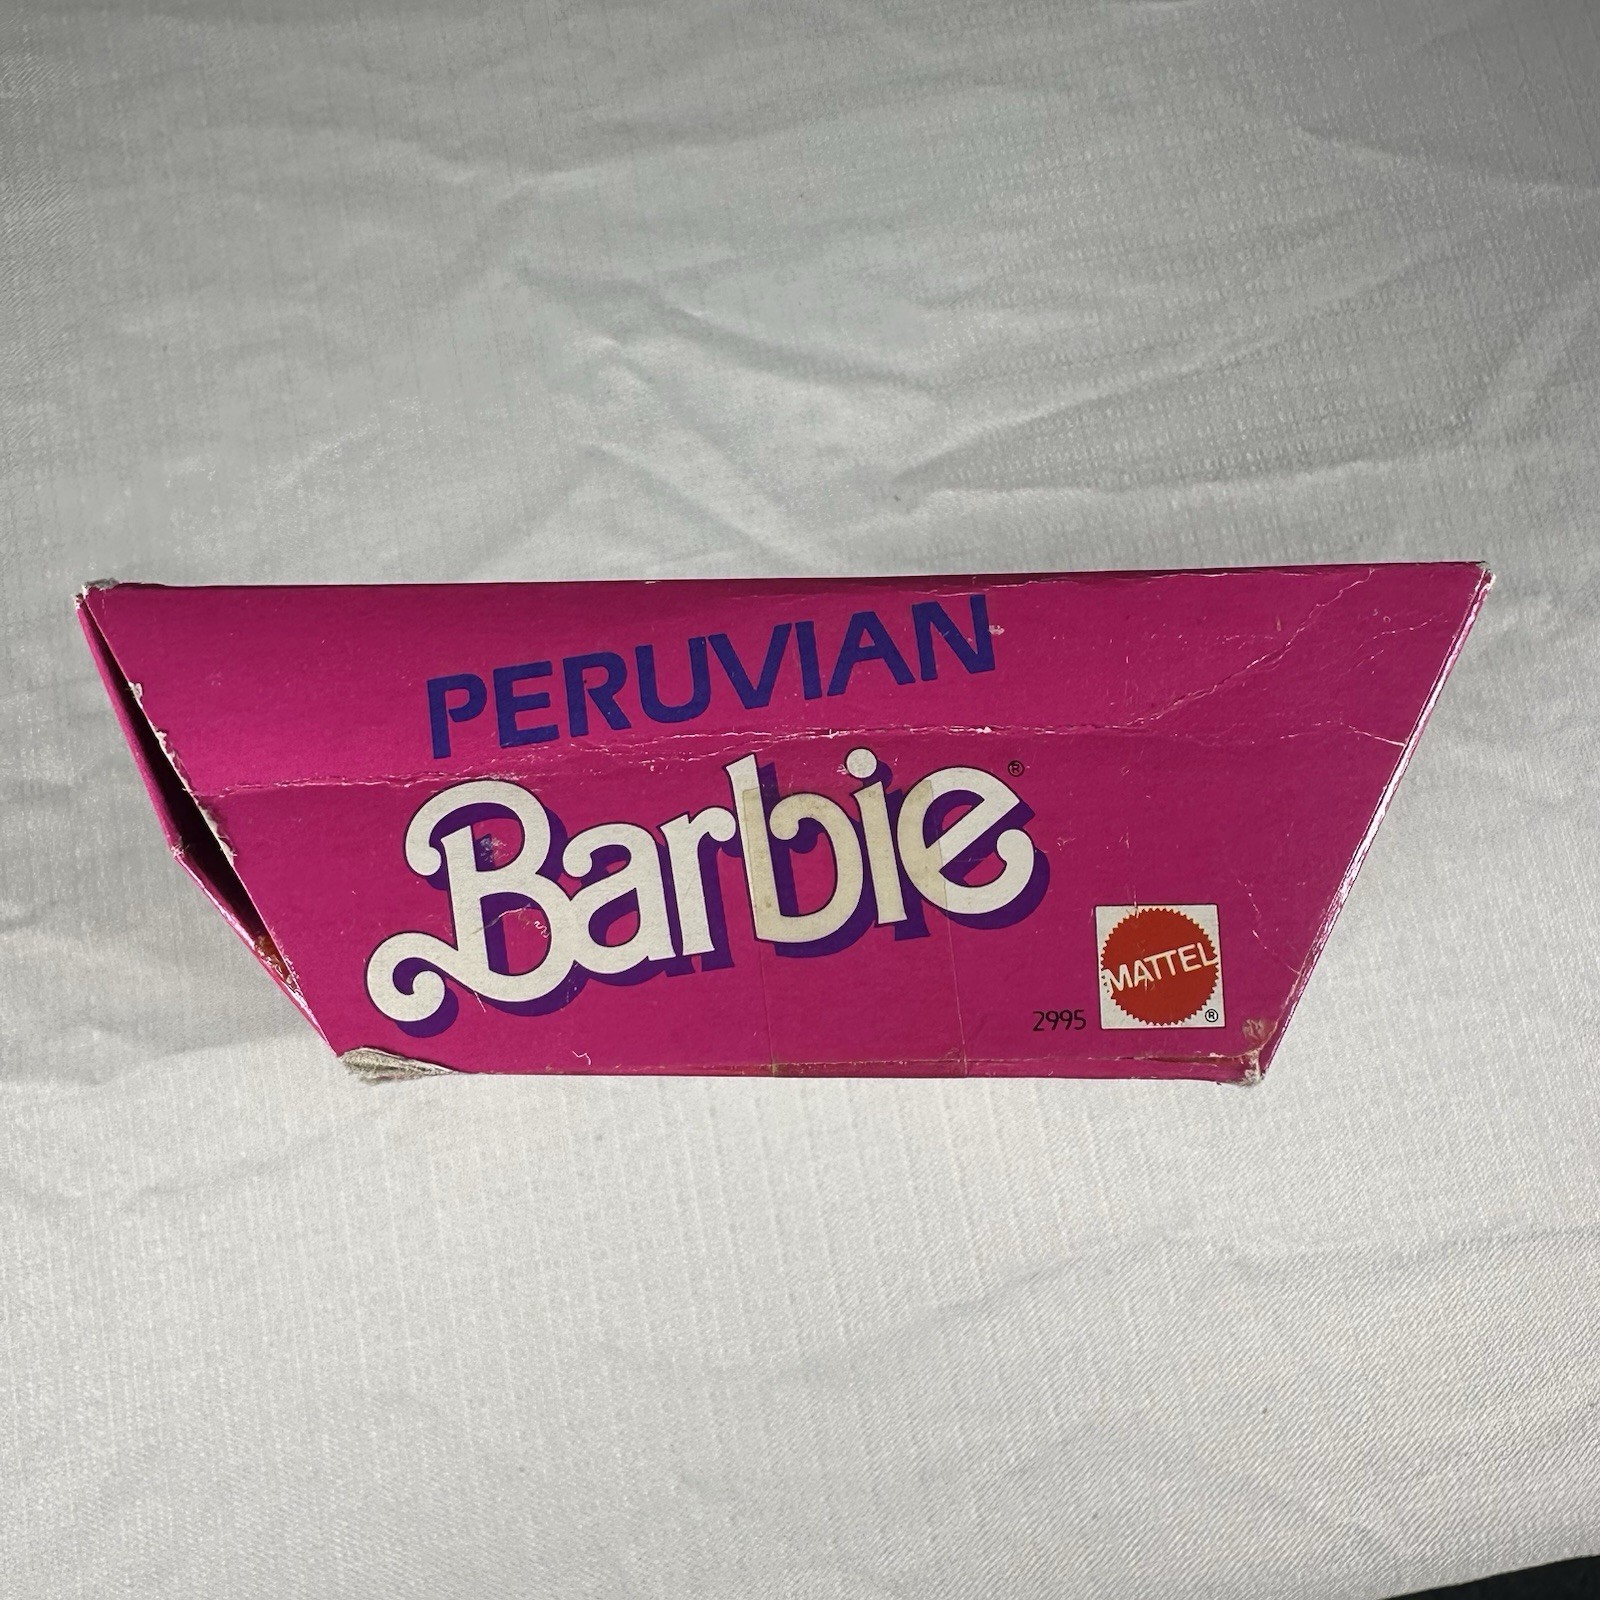 PERUVIAN
Barbie®
2995
MATTEL
®